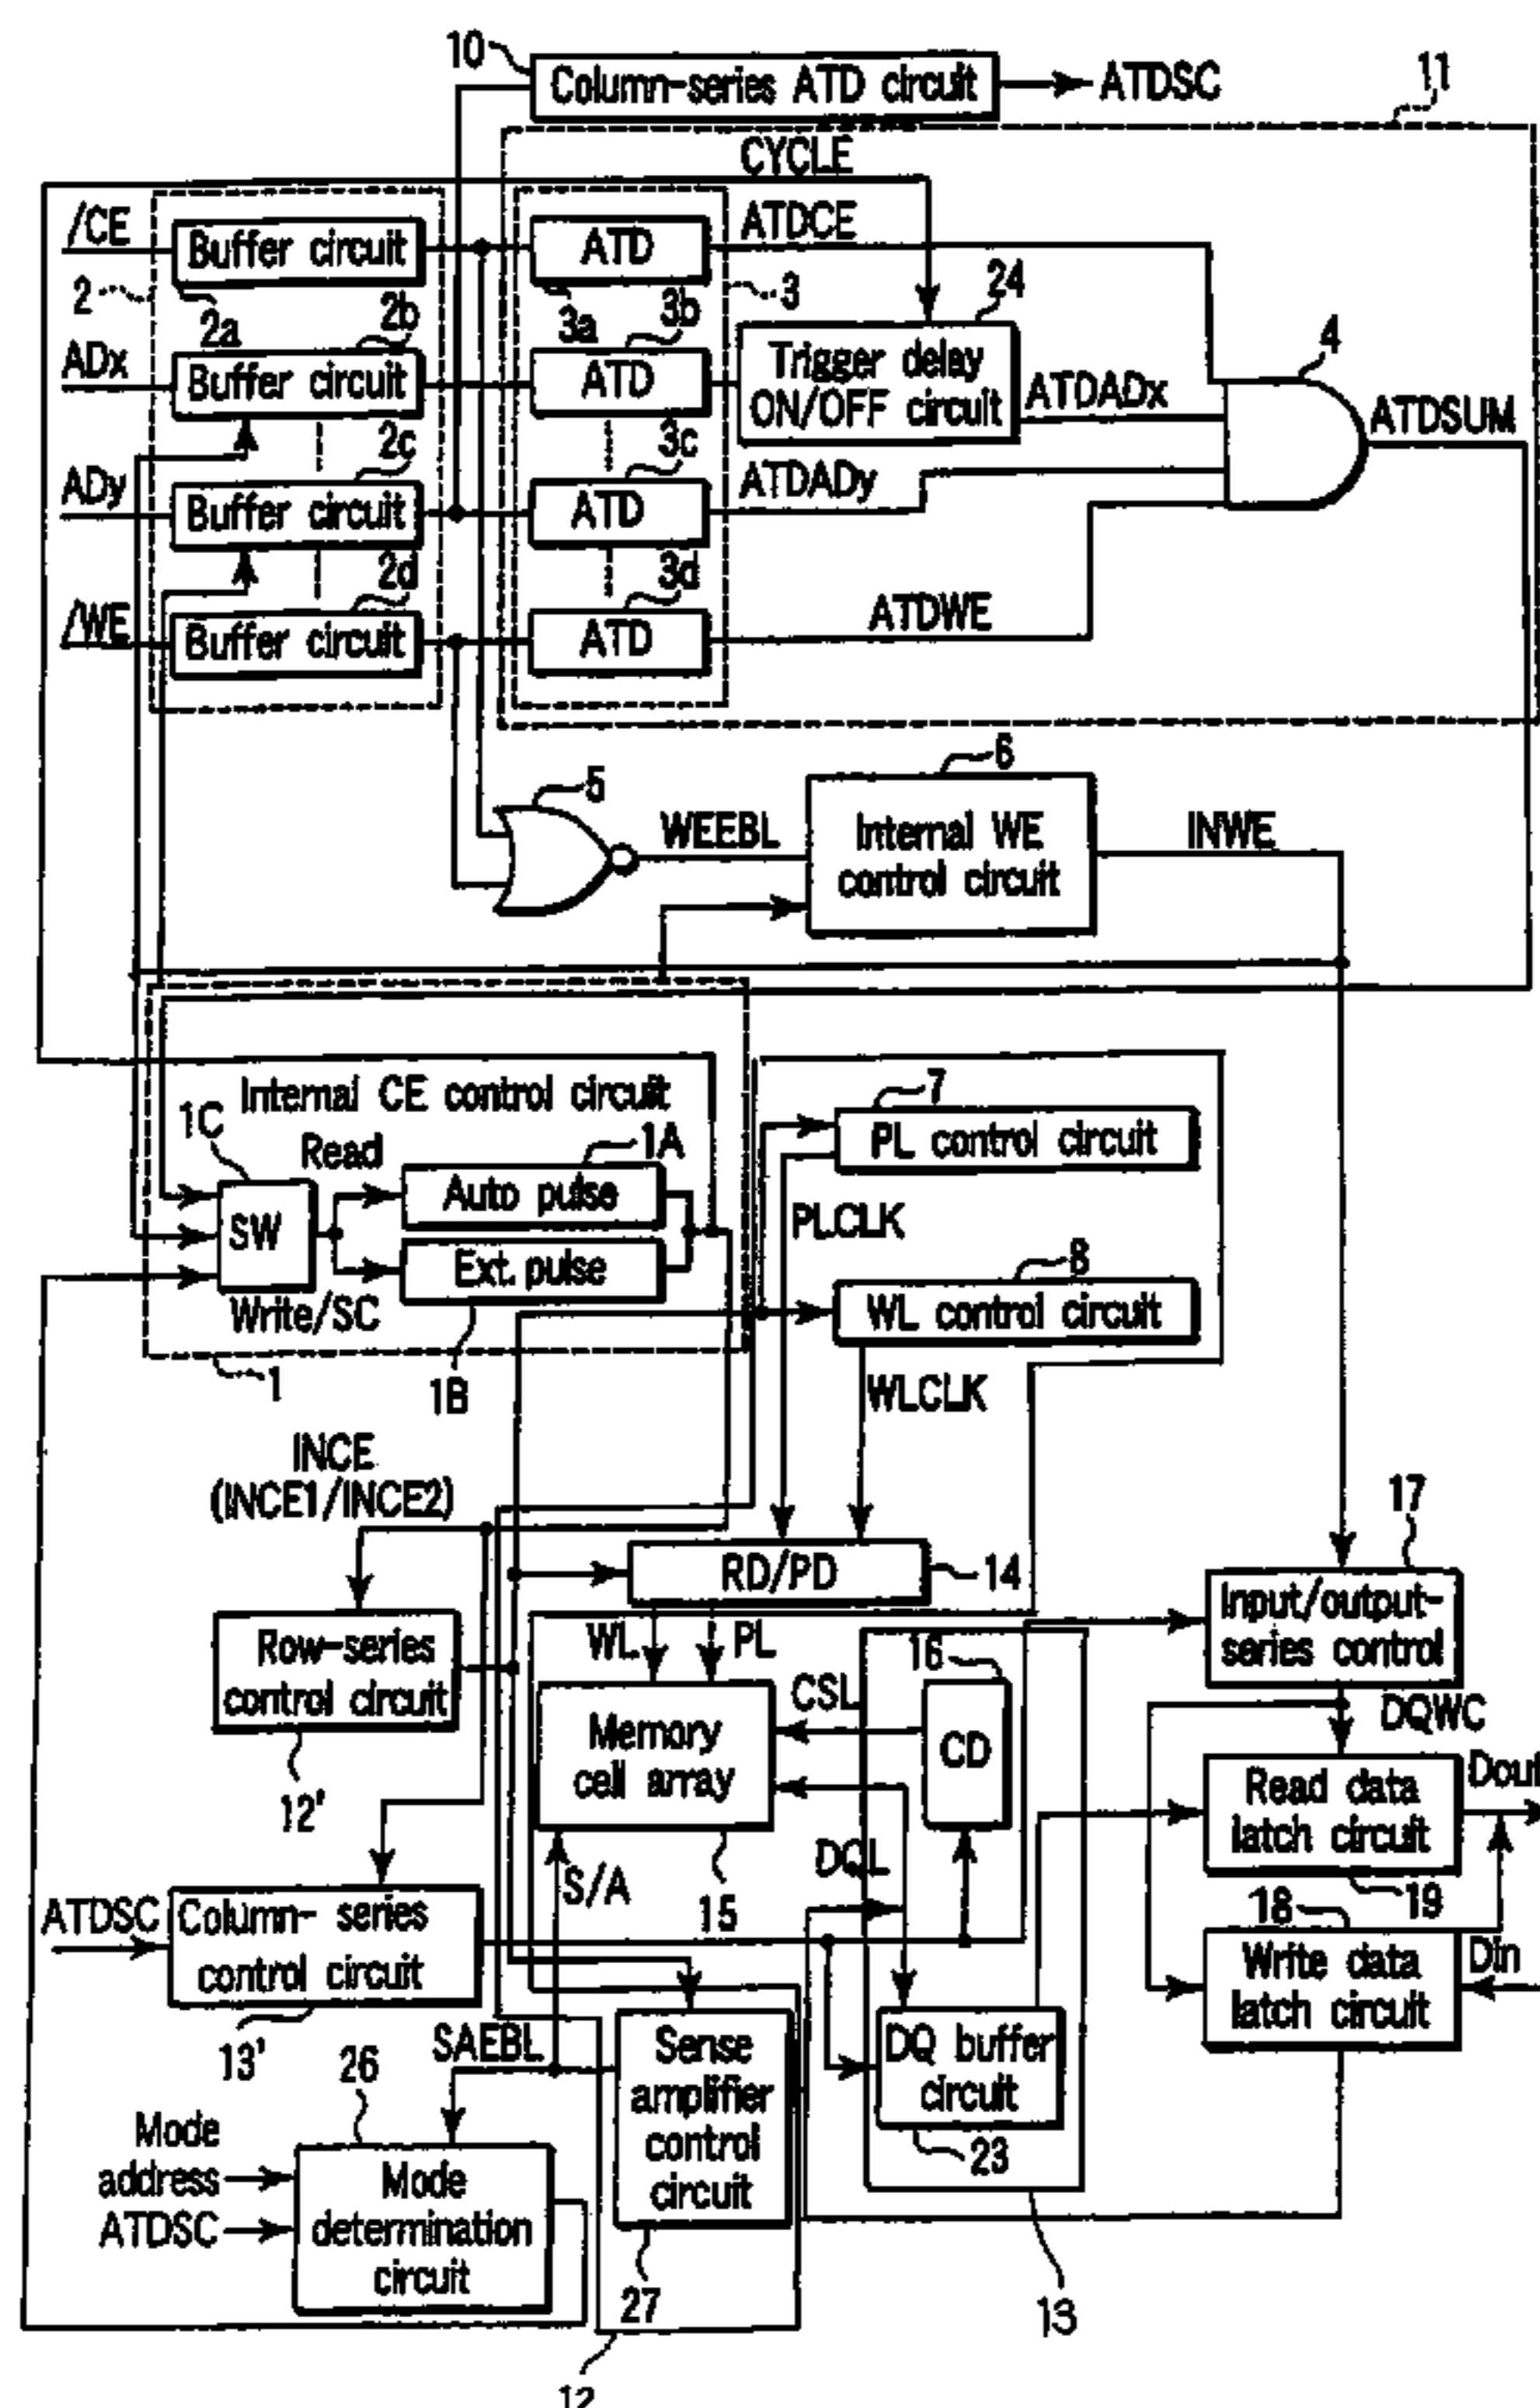 10
Column-series ATD circuit
ATDSC
11
CYCLE
/CE
Buffer circuit
ATD
ATDCE
2
2a
2b
3a
3b
3
24
ADx
Buffer circuit
ATD
Trigger delay
ON/OFF circuit
ATDADx
4
ATDSUM
2c
3c
ADy
Buffer circuit
ATD
ATDADy
2d
3d
/WE
Buffer circuit
ATD
ATDWE
5
6
WEEBL
Internal WE
control circuit
INWE
Internal CE control circuit
1C
Read
1A
7
Auto pulse
PL control circuit
SW
PLCLK
Ext. pulse
8
Write/SC
WL control circuit
1
1B
WLCLK
INCE
(INCE1/INCE2)
17
RD/PD
14
Input/output-
series control
Row-series
control circuit
WL
PL
16
CSL
DQWC
Memory
cell array
CD
Read data
latch circuit
Dout
12'
DQL
S/A
15
18
19
ATDSC
Column- series
control circuit
Write data
latch circuit
Din
13'
26
SAEBL
Sense
amplifier
control
circuit
DQ buffer
circuit
23
Mode
address
ATDSC
Mode
determination
circuit
27
13
12